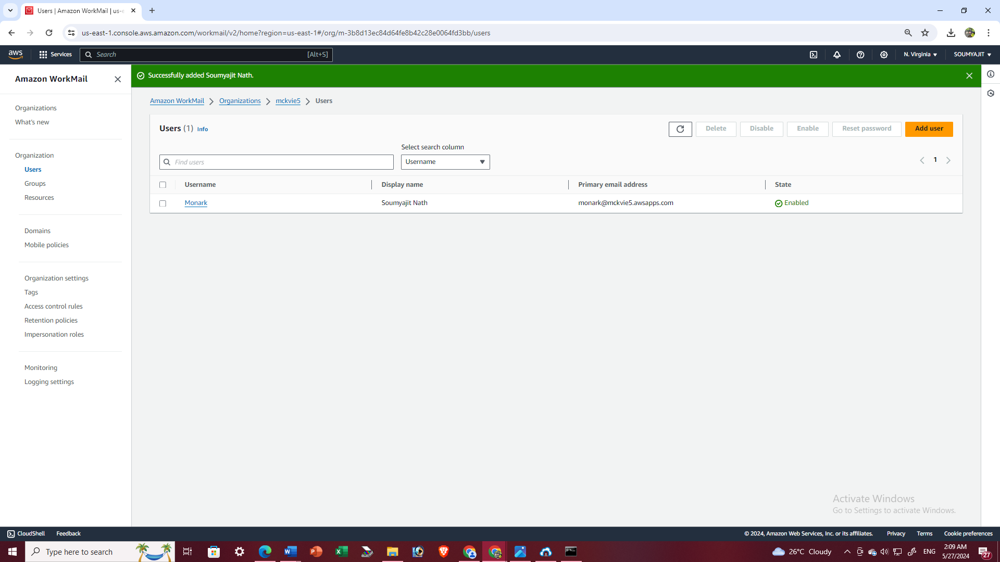 Users | Amazon WorkMail | us-e
us-east-1.console.aws.amazon.com/workmail/v2/home?region=us-east-1#/org/m-3b8d13ec84d64fe8b42c28e0064fd3bb/users
aws Services Search [Alt+S] N. Virginia SOUMYAJIT
Amazon WorkMail
Organizations
What's new
Organization
Users
Groups
Resources
Domains
Mobile policies
Organization settings
Tags
Access control rules
Retention policies
Impersonation roles
Monitoring
Logging settings
Successfully added Soumyajit Nath.
Amazon WorkMail Organizations mckvie5 Users
Users (1) Info Delete Disable Enable Reset password Add user
Select search column
Find users Username 1
Username Display name Primary email address State
Monark Soumyajit Nath monark@mckvie5.awsapps.com Enabled
Activate Windows
Go to Settings to activate Windows.
CloudShell Feedback © 2024, Amazon Web Services, Inc. or its affiliates. Privacy Terms Cookie preferences
Type here to search 26°C Cloudy ENG 2:09 AM
5/27/2024 27